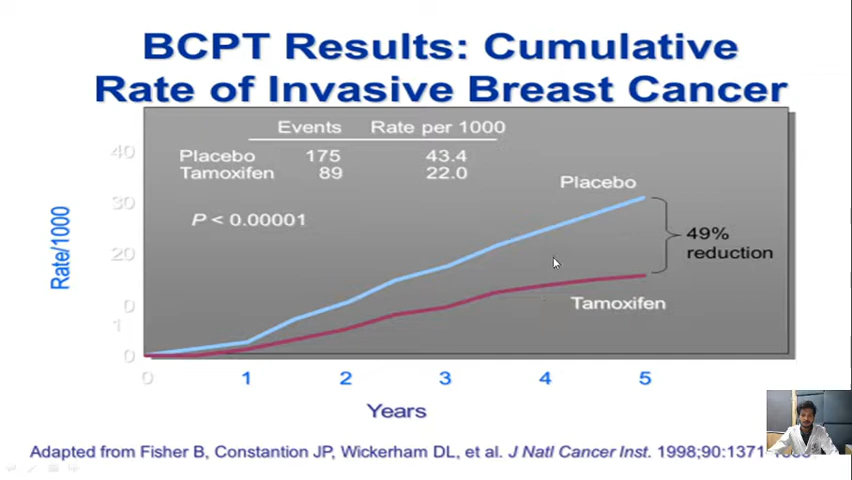 BCPT Results: Cumulative
Rate of Invasive Breast Cancer
Events Rate per 1000
Placebo 175 43.4
Tamoxifen 89 22.0
P < 0.00001
40
30
20
0
1
0
Rate/1000
Placebo
49%
reduction
Tamoxifen
0 1 2 3 4 5
Years
Adapted from Fisher B, Constantion JP, Wickerham DL, et al. J Natl Cancer Inst. 1998;90:1371-